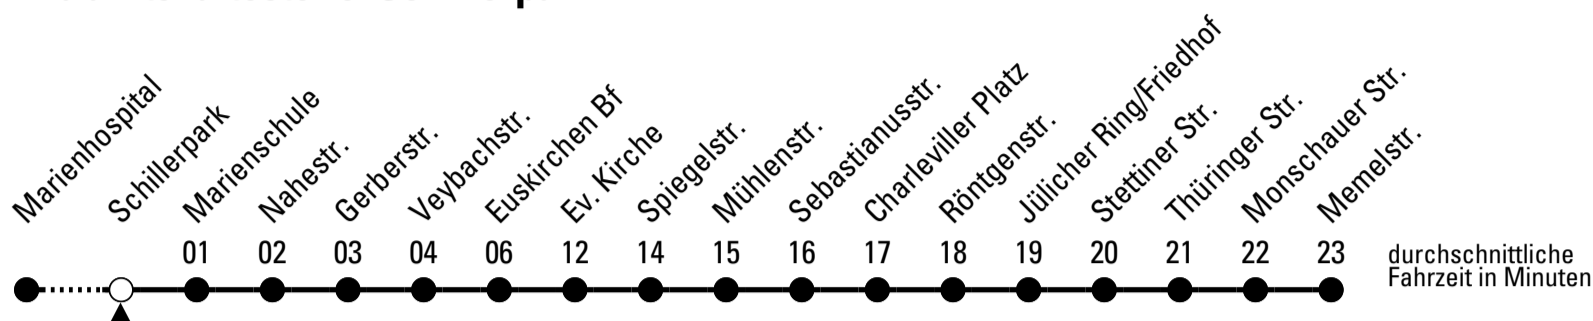 Marienhospital
Schillerpark
Marienschule
Nahestr.
Gerberstr.
Veybachstr.
Euskirchen Bf
Ev. Kirche
Spiegelstr.
Mühlenstr.
Sebastianusstr.
Charleviller Platz
Röntgenstr.
Jülicher Ring/Friedhof
Stettiner Str.
Thüringer Str.
Monschauer Str.
Memelstr.
01 02 03 04 06 12 14 15 16 17 18 19 20 21 22 23
durchschnittliche
Fahrzeit in Minuten